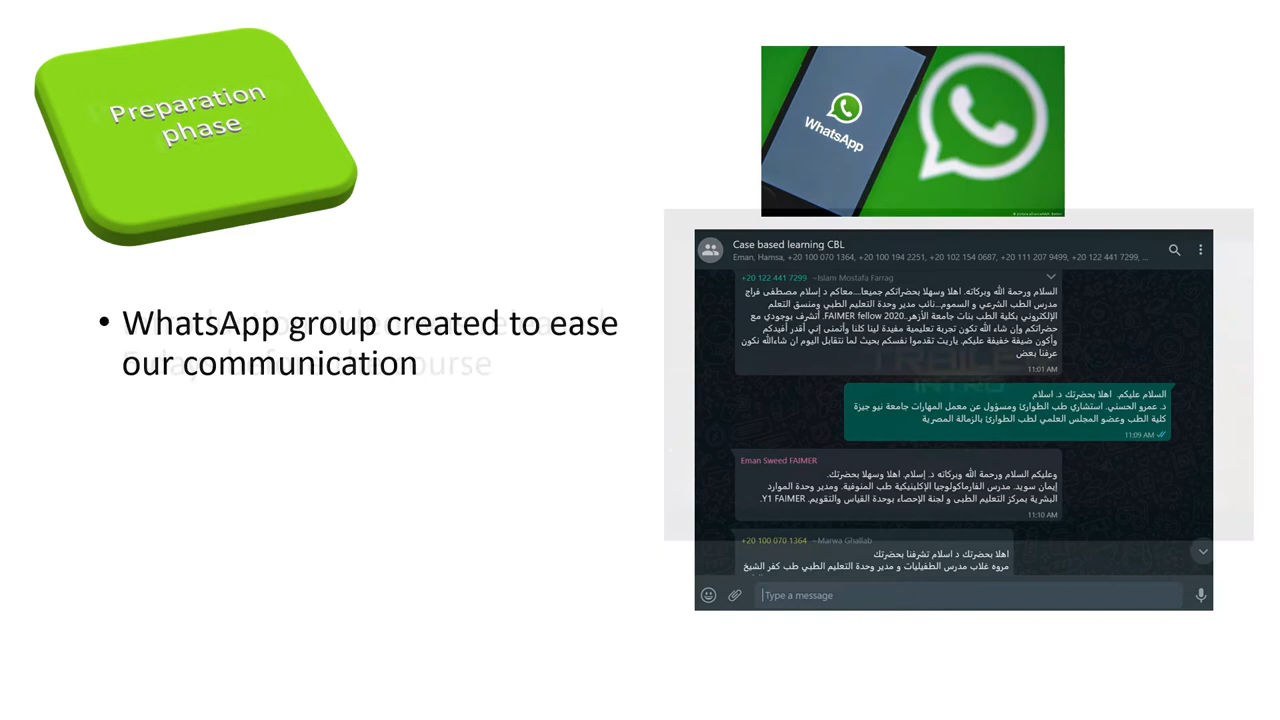 Preparation
phase
WhatsApp
• WhatsApp group created to ease
our communication
Case based learning CBL
Eman, Hamsa, +20 100 070 1364, +20 100 194 2251, +20 102 154 0687, +20 111 207 9499, +20 122 441 7299, ...
+20 122 441 7299 ~Islam Mostafa Farrag
السلام ورحمة الله وبركاته. اهلا وسهلا بحضراتكم جميعا....معاكم د إسلام مصطفى فراج
مدرس الطب الشرعي و السموم...نائب مدير وحدة التعليم الطبي ومنسق التعلم
الإلكتروني بكلية الطب بنات جامعة الأزهر..FAIMER fellow 2020. أتشرف بوجودي مع
حضراتكم وإن شاء الله تكون تجربة تعليمية مفيدة لينا كلنا وأتمنى إني أقدر أفيدكم
وأكون ضيفة خفيفة عليكم. ياريت تقدموا نفسكم بحيث لما نتقابل اليوم ان شاءالله نكون
عرفنا بعض
11:01 AM
السلام عليكم. اهلا بحضرتك د. اسلام
د. عمرو الحسني. استشاري طب الطوارئ ومسؤول عن معمل المهارات جامعة نيو جيزة
كلية الطب وعضو المجلس العلمي لطب الطوارئ بالزمالة المصرية
11:09 AM
Eman Sweed FAIMER
وعليكم السلام ورحمة الله وبركاته د. إسلام. اهلا وسهلا بحضرتك.
إيمان سويد. مدرس الفارماكولوجيا الإكلينيكية طب المنوفية. ومدير وحدة الموارد
البشرية بمركز التعليم الطبى و لجنة الإحصاء بوحدة القياس والتقويم. Y1 FAIMER.
11:10 AM
+20 100 070 1364 ~Marwa Ghallab
اهلا بحضرتك د اسلام تشرفنا بحضرتك
مروه غلاب مدرس الطفيليات و مدير وحدة التعليم الطبي طب كفر الشيخ
Type a message